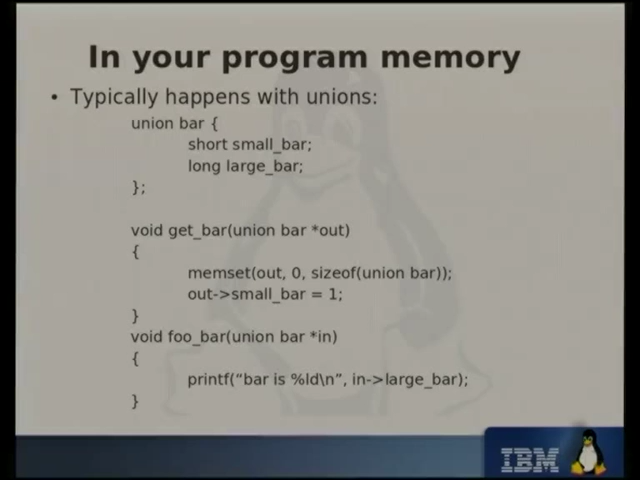 In your program memory
• Typically happens with unions:
union bar {
short small_bar;
long large_bar;
};
void get_bar(union bar *out)
{
memset(out, 0, sizeof(union bar));
out->small_bar = 1;
}
void foo_bar(union bar *in)
{
printf(“bar is %ld\n”, in->large_bar);
}
IBM